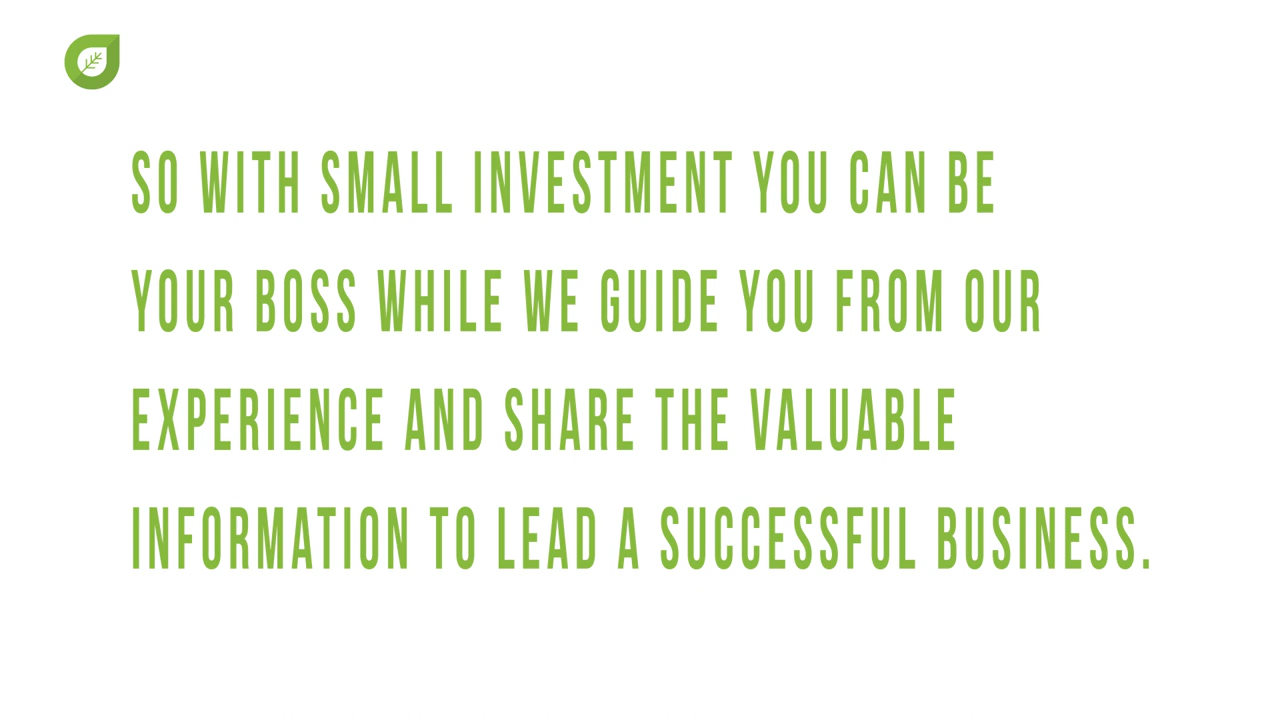 SO WITH SMALL INVESTMENT YOU CAN BE
YOUR BOSS WHILE WE GUIDE YOU FROM OUR
EXPERIENCE AND SHARE THE VALUABLE
INFORMATION TO LEAD A SUCCESSFUL BUSINESS.